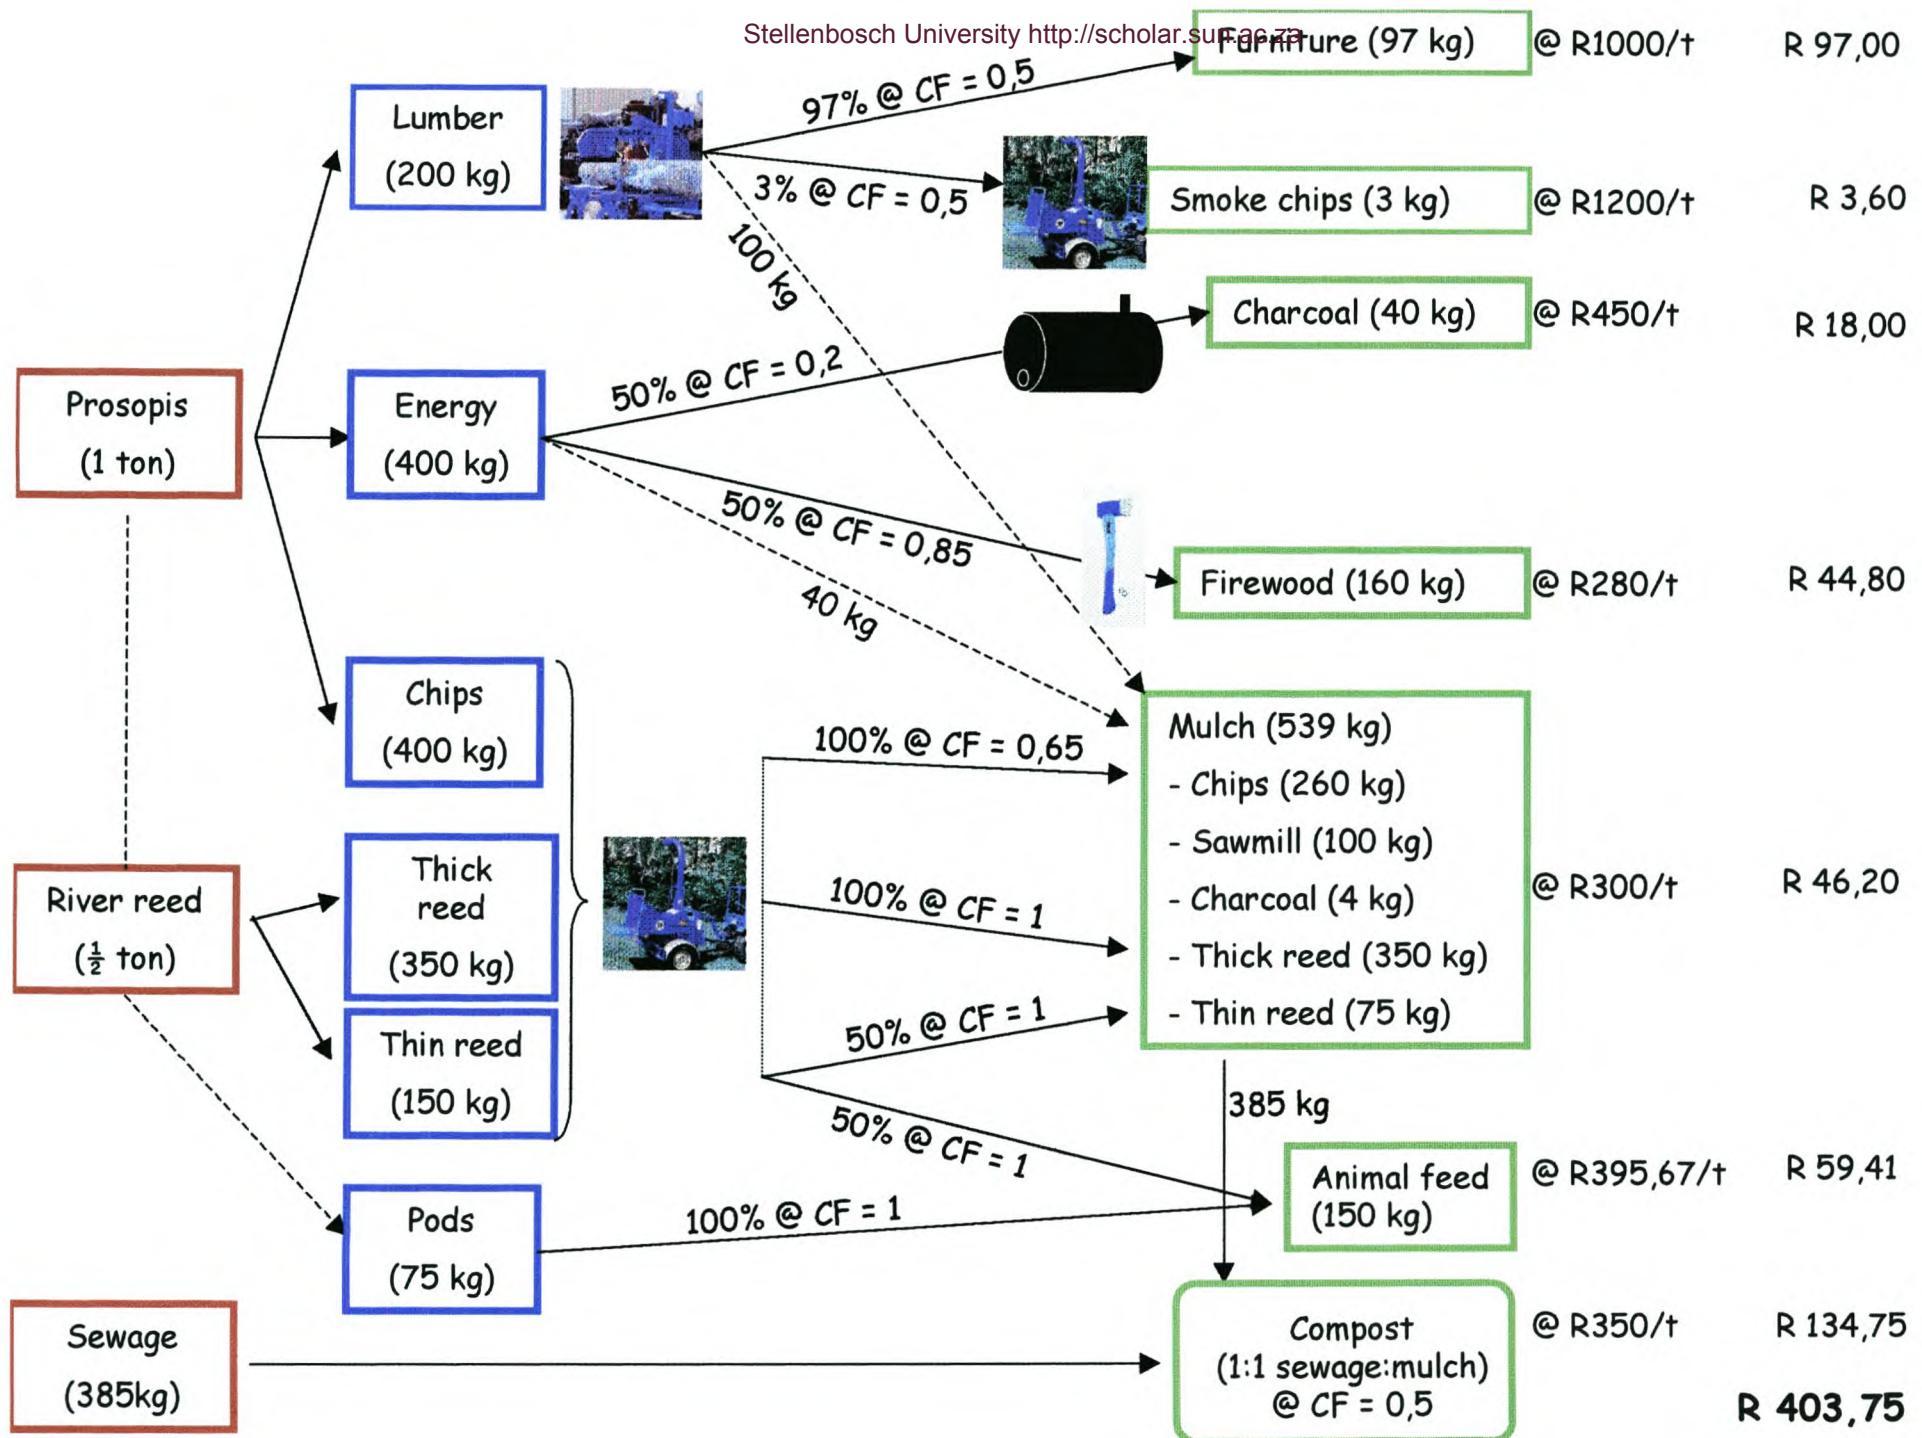 Stellenbosch University http://scholar.sun.ac.za
Furniture (97 kg)
@ R1000/t
R 97,00
97% @ CF = 0,5
Lumber
(200 kg)
3% @ CF = 0,5
Smoke chips (3 kg)
@ R1200/t
R 3,60
100 kg
Charcoal (40 kg)
@ R450/t
R 18,00
50% @ CF = 0,2
Prosopis
(1 ton)
Energy
(400 kg)
50% @ CF = 0,85
40 kg
Firewood (160 kg)
@ R280/t
R 44,80
Chips
(400 kg)
100% @ CF = 0,65
Mulch (539 kg)
- Chips (260 kg)
- Sawmill (100 kg)
- Charcoal (4 kg)
- Thick reed (350 kg)
- Thin reed (75 kg)
@ R300/t
R 46,20
River reed
(½ ton)
Thick
reed
(350 kg)
100% @ CF = 1
Thin reed
(150 kg)
50% @ CF = 1
50% @ CF = 1
385 kg
Animal feed
(150 kg)
@ R395,67/t
R 59,41
Pods
(75 kg)
100% @ CF = 1
Sewage
(385kg)
Compost
(1:1 sewage:mulch)
@ CF = 0,5
@ R350/t
R 134,75
R 403,75